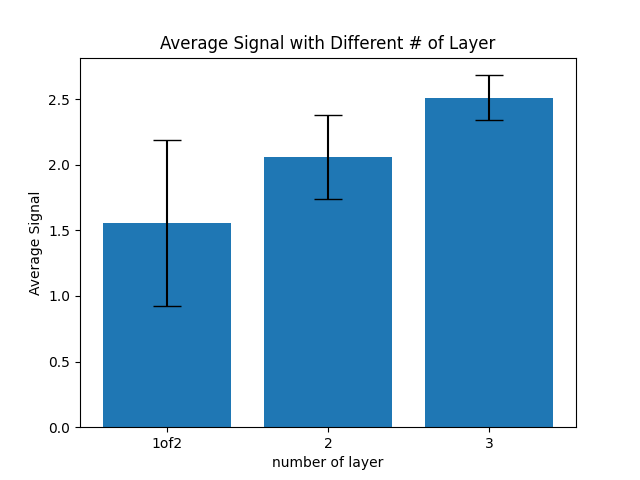 Average Signal with Different # of Layer
Average Signal
2.5
2.0
1.5
1.0
0.5
0.0
1of2
2
3
number of layer